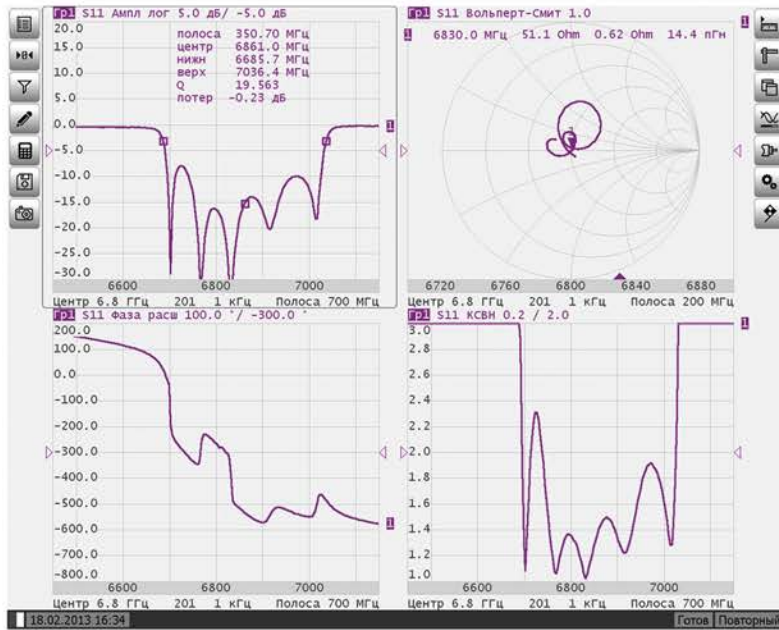 Гр1 S11 Ампл лог 5.0 дБ/ -5.0 дБ
20.0
15.0
10.0
5.0
0.0
-5.0
-10.0
-15.0
-20.0
-25.0
-30.0
полоса 350.70 МГц
центр 6861.0 МГц
нижн 6685.7 МГц
верх 7036.4 МГц
Q 19.563
потер -0.23 дБ
1
6600 6800 7000
Центр 6.8 ГГц 201 1 кГц Полоса 700 МГц
Гр1 S11 Вольперт-Смит 1.0
1
1 6830.0 МГц 51.1 Ohm 0.62 Ohm 14.4 пГн
6720 6760 6800 6840 6880
Центр 6.8 ГГц 201 1 кГц Полоса 200 МГц
Гр1 S11 Фаза расш 100.0 °/ -300.0 °
200.0
100.0
0.0
-100.0
-200.0
-300.0
-400.0
-500.0
-600.0
-700.0
-800.0
1
6600 6800 7000
Центр 6.8 ГГц 201 1 кГц Полоса 700 МГц
Гр1 S11 КСВН 0.2 / 2.0
3.0
2.8
2.6
2.4
2.2
2.0
1.8
1.6
1.4
1.2
1.0
1
6600 6800 7000
Центр 6.8 ГГц 201 1 кГц Полоса 700 МГц
18.02.2013 16:34
Готов Повторный